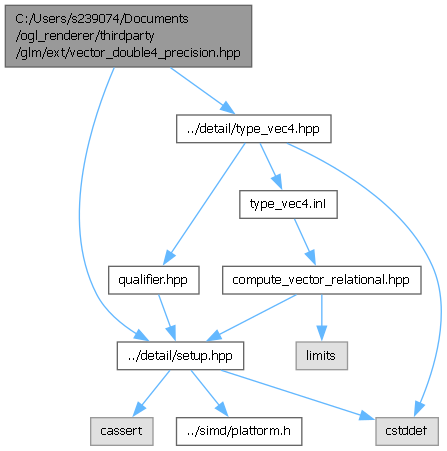 C:/Users/s239074/Documents
/ogl_renderer/thirdparty
/glm/ext/vector_double4_precision.hpp
../detail/type_vec4.hpp
type_vec4.inl
qualifier.hpp
compute_vector_relational.hpp
../detail/setup.hpp
limits
cassert
../simd/platform.h
cstddef